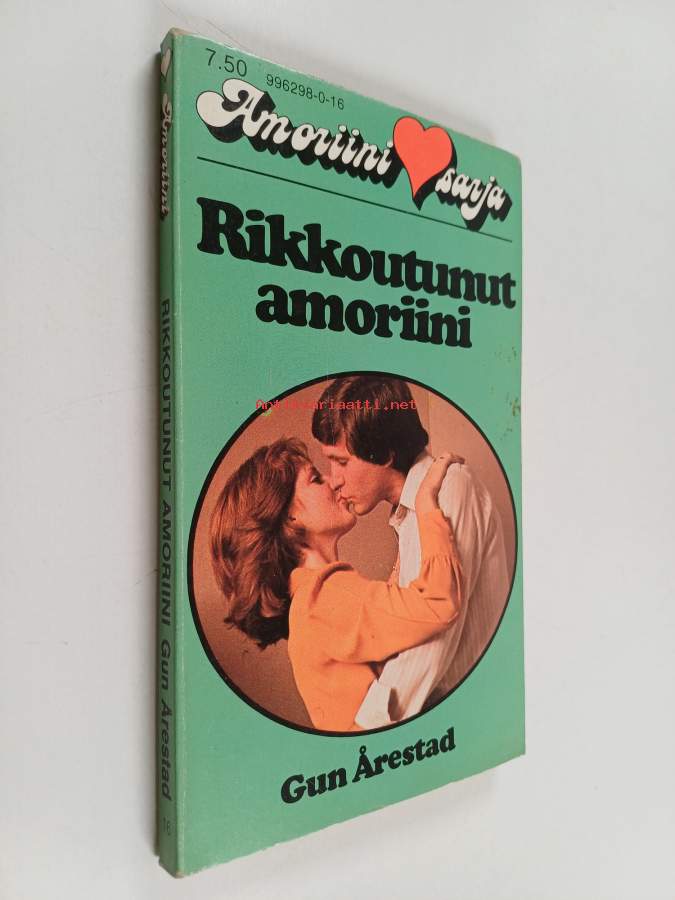 7.50 996298-0-16
Amoriini sarja
Rikkoutunut
amoriini
Antikvariaatti.net
Gun Årestad
Amoriini RIKKOUTUNUT AMORIINI Gun Årestad 16